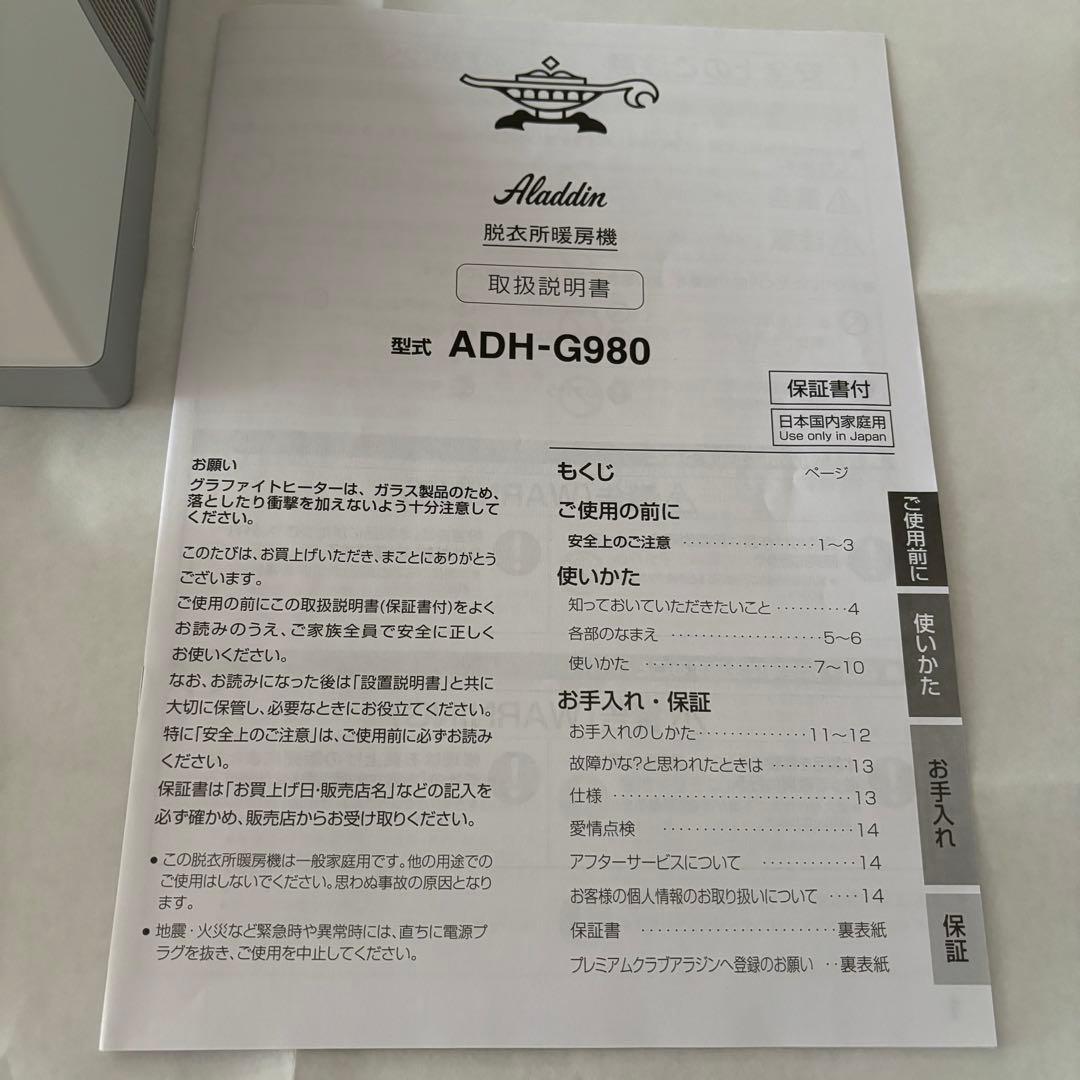 Aladdin
脱衣所暖房機
取扱説明書
型式 ADH-G980
保証書付
日本国内家庭用
Use only in Japan
お願い
グラファイトヒーターは、ガラス製品のため、
落としたり衝撃を加えないよう十分注意して
ください。
このたびは、お買上げいただき、まことにありがとう
ございます。
ご使用の前にこの取扱説明書(保証書付)をよく
お読みのうえ、ご家族全員で安全に正しく
お使いください。
なお、お読みになった後は「設置説明書」と共に
大切に保管し、必要なときにお役立てください。
特に「安全上のご注意」は、ご使用前に必ずお読み
ください。
保証書は「お買上げ日・販売店名」などの記入を
必ず確かめ、販売店からお受け取りください。
● この脱衣所暖房機は一般家庭用です。他の用途での
ご使用はしないでください。思わぬ事故の原因となり
ます。
● 地震・火災など緊急時や異常時には、直ちに電源プ
ラグを抜き、ご使用を中止してください。
もくじ ページ
ご使用の前に
安全上のご注意 ‥‥‥‥‥‥‥‥‥1～3
使いかた
知っておいていただきたいこと ‥‥‥‥‥4
各部のなまえ ‥‥‥‥‥‥‥‥‥‥5～6
使いかた ‥‥‥‥‥‥‥‥‥‥‥7～10
お手入れ・保証
お手入れのしかた‥‥‥‥‥‥‥11～12
故障かな?と思われたときは ‥‥‥‥‥13
仕様 ‥‥‥‥‥‥‥‥‥‥‥‥‥‥‥‥13
愛情点検 ‥‥‥‥‥‥‥‥‥‥‥‥‥14
アフターサービスについて ‥‥‥‥‥‥14
お客様の個人情報のお取り扱いについて ‥‥14
保証書 ‥‥‥‥‥‥‥‥‥‥‥‥‥裏表紙
プレミアムクラブアラジンへ登録のお願い ‥裏表紙
ご使用前に
使いかた
お手入れ
保証